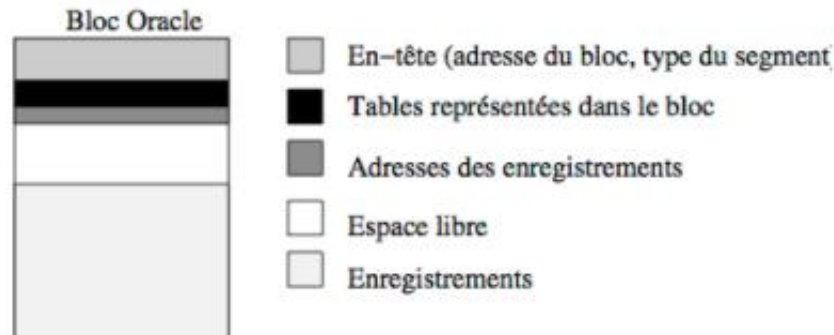 Bloc Oracle
En-tête (adresse du bloc, type du segment
Tables représentées dans le bloc
Adresses des enregistrements
Espace libre
Enregistrements